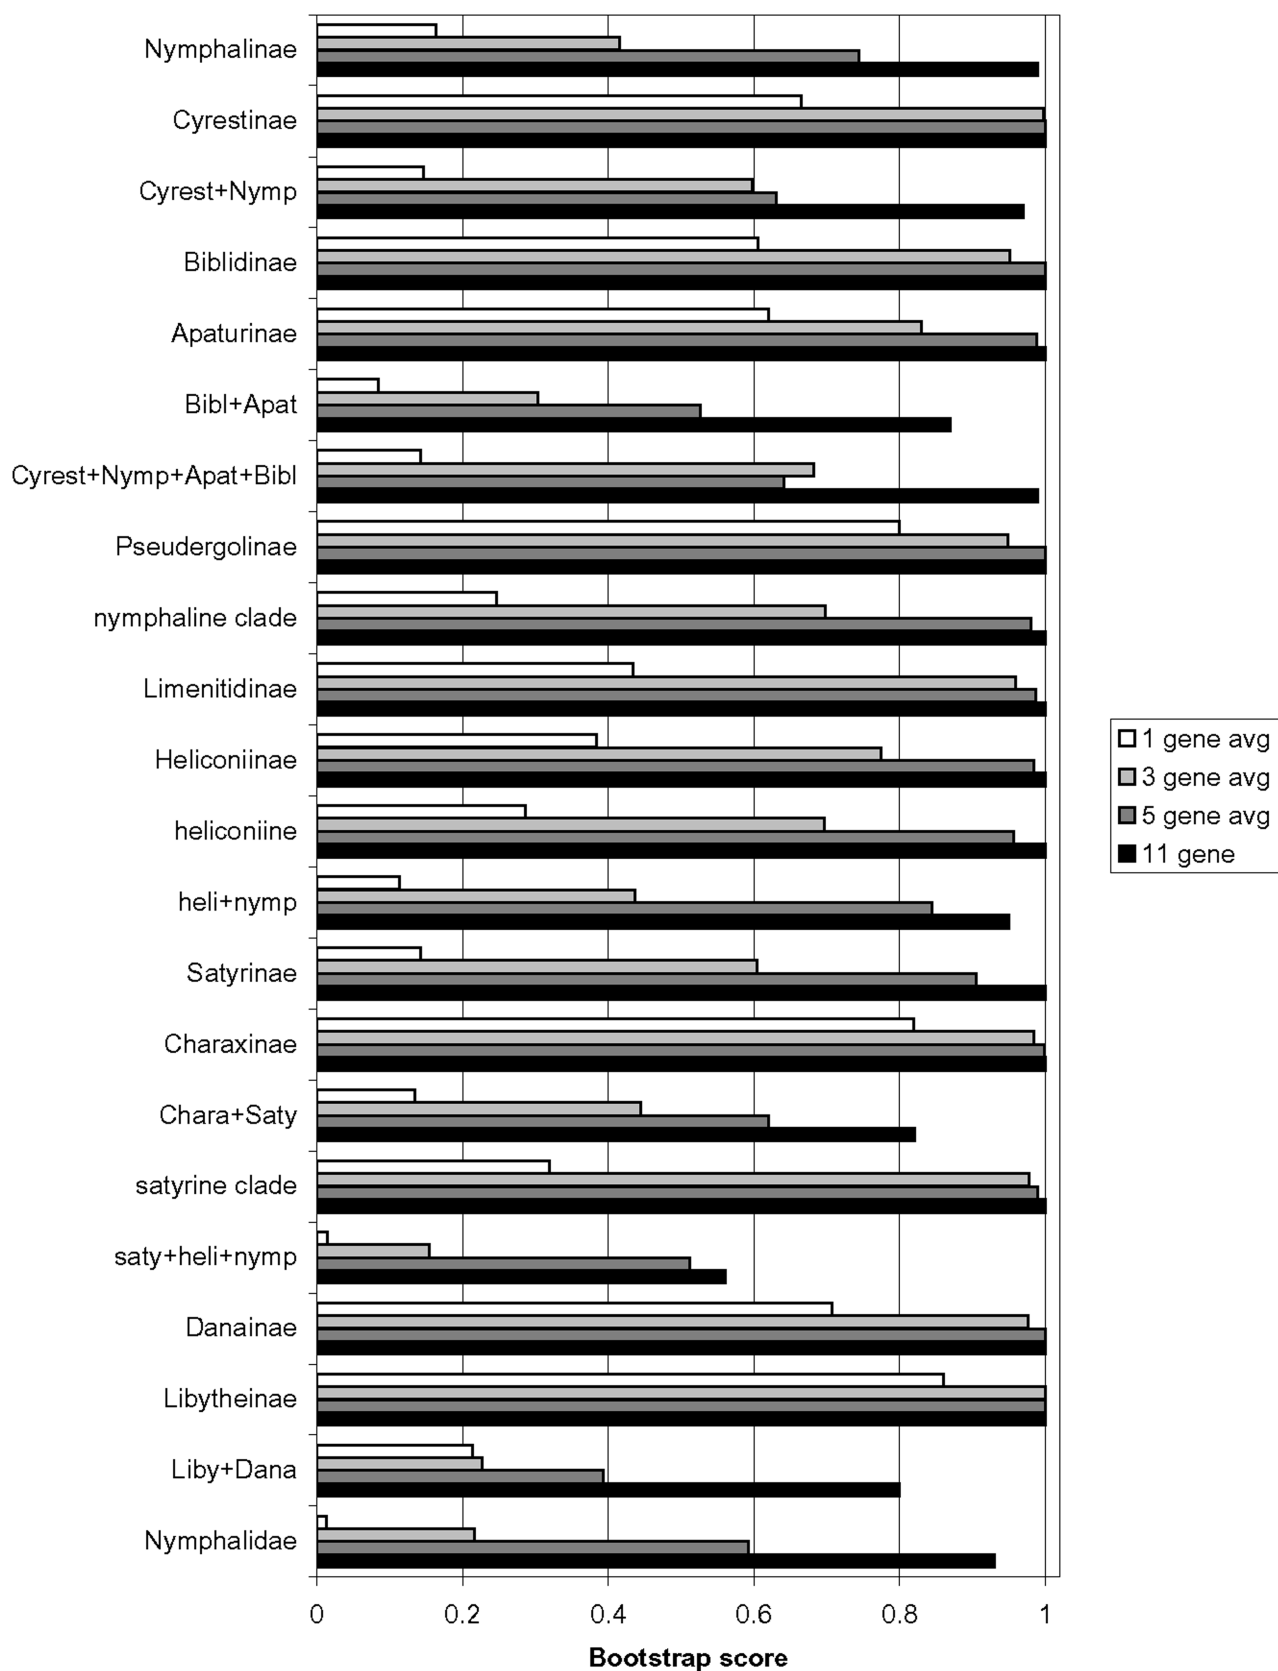 Nymphalinae
Cyrestinae
Cyrest+Nymp
Biblidinae
Apaturinae
Bibl+Apat
Cyrest+Nymp+Apat+Bibl
Pseudergolinae
nymphaline clade
Limenitidinae
Heliconiinae
heliconiine
heli+nymp
Satyrinae
Charaxinae
Chara+Saty
satyrine clade
saty+heli+nymp
Danainae
Libytheinae
Liby+Dana
Nymphalidae
0 0.2 0.4 0.6 0.8 1
Bootstrap score
1 gene avg
3 gene avg
5 gene avg
11 gene